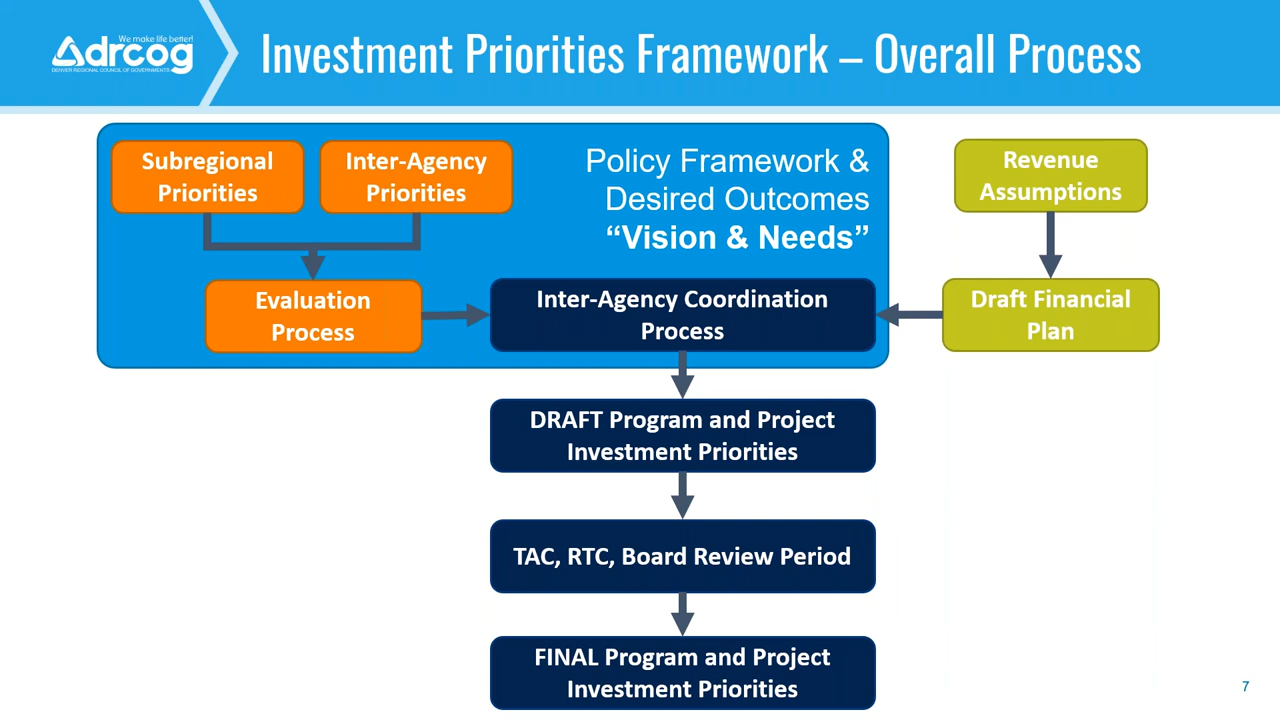 We make life better!
drcog
DENVER REGIONAL COUNCIL OF GOVERNMENTS
Investment Priorities Framework – Overall Process
Subregional
Priorities
Inter-Agency
Priorities
Policy Framework &
Desired Outcomes
“Vision & Needs”
Revenue
Assumptions
Evaluation
Process
Inter-Agency Coordination
Process
Draft Financial
Plan
DRAFT Program and Project
Investment Priorities
TAC, RTC, Board Review Period
FINAL Program and Project
Investment Priorities
7